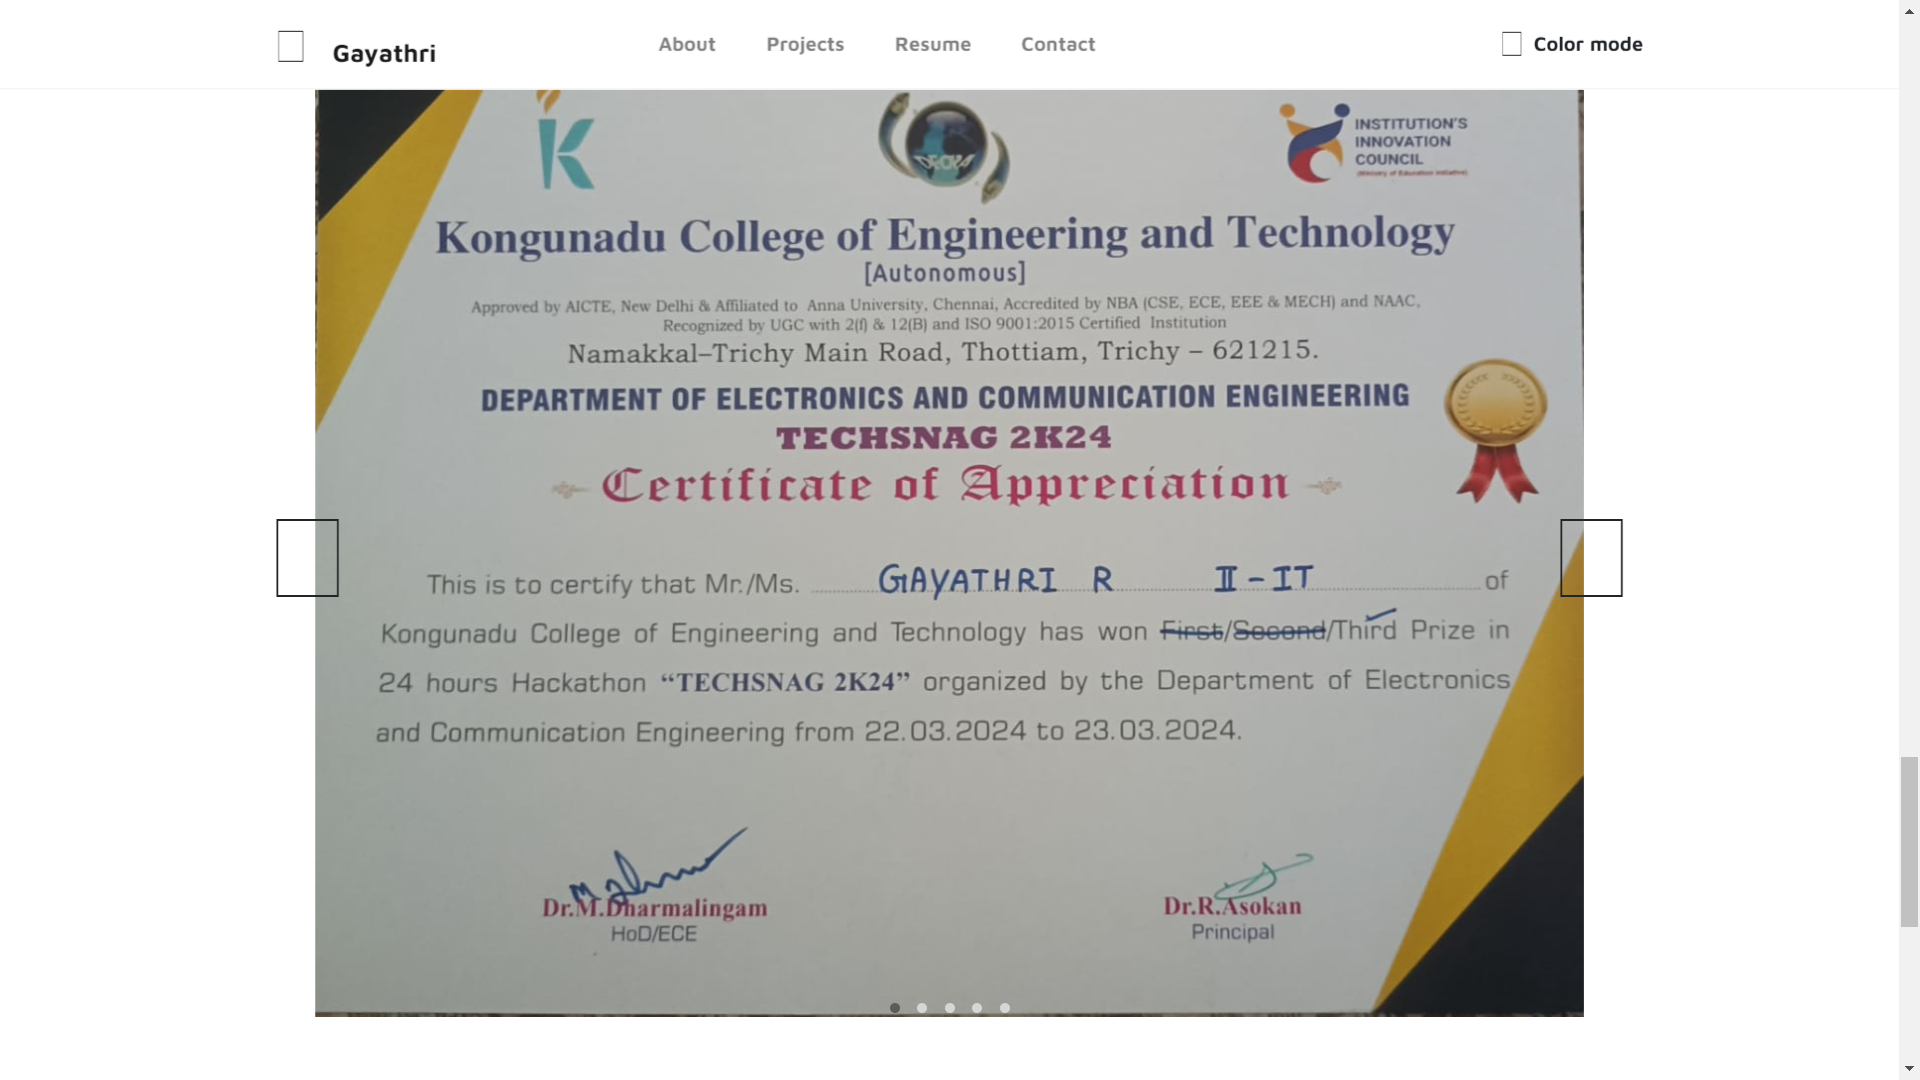 Gayathri
About Projects Resume Contact
Color mode
K
INSTITUTION'S
INNOVATION
COUNCIL
(Ministry of Education Initiative)
Kongunadu College of Engineering and Technology
[Autonomous]
Approved by AICTE, New Delhi & Affiliated to Anna University, Chennai, Accredited by NBA (CSE, ECE, EEE & MECH) and NAAC,
Recognized by UGC with 2(f) & 12(B) and ISO 9001:2015 Certified Institution
Namakkal–Trichy Main Road, Thottiam, Trichy – 621215.
DEPARTMENT OF ELECTRONICS AND COMMUNICATION ENGINEERING
TECHSNAG 2K24
Certificate of Appreciation
This is to certify that Mr./Ms. GAYATHRI R II-IT of
Kongunadu College of Engineering and Technology has won First/Second/Third Prize in
24 hours Hackathon “TECHSNAG 2K24” organized by the Department of Electronics
and Communication Engineering from 22.03.2024 to 23.03.2024.
Dr.M.Dharmalingam
HoD/ECE
Dr.R.Asokan
Principal